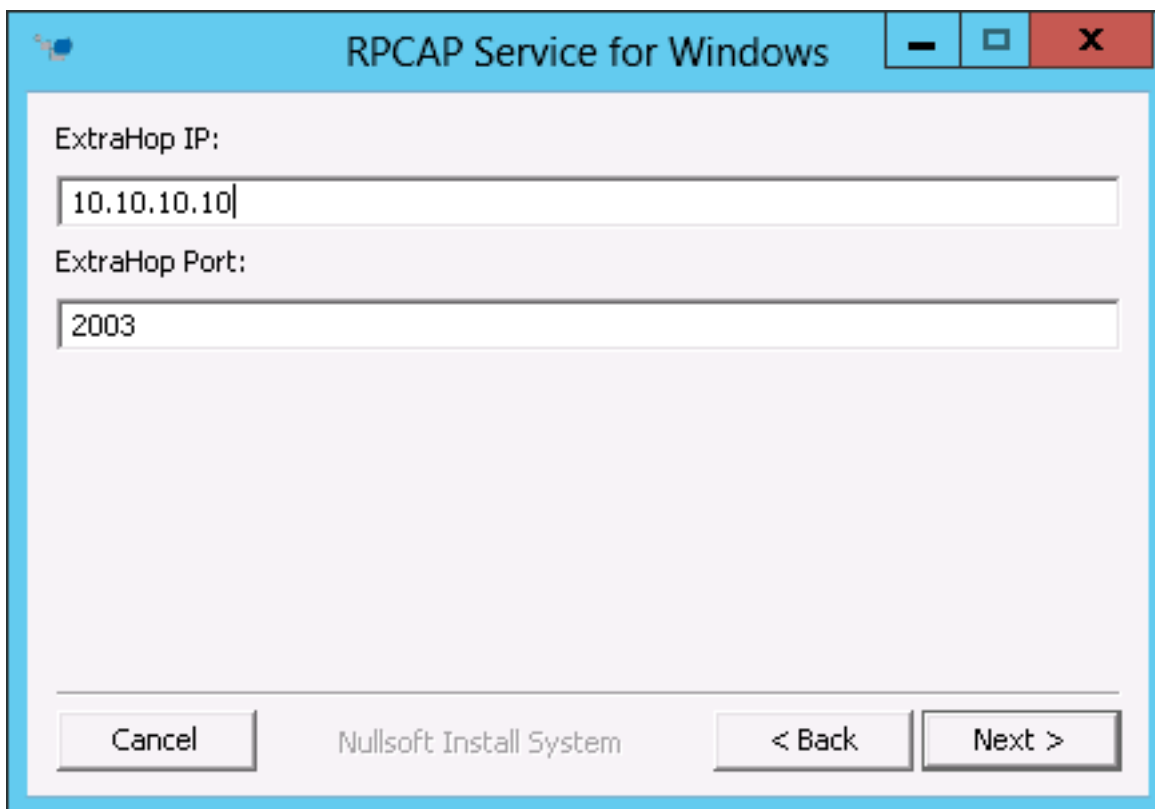 RPCAP Service for Windows
ExtraHop IP:
10.10.10.10
ExtraHop Port:
2003
Cancel Nullsoft Install System < Back Next >